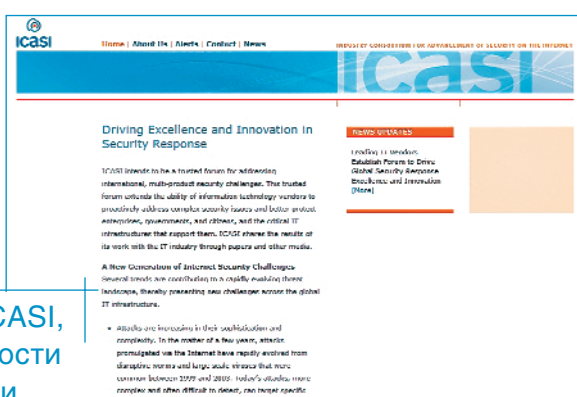 icasi
Home | About Us | Alerts | Contact | News
INDUSTRY CONSORTIUM FOR ADVANCEMENT OF SECURITY ON THE INTERNET
icasi
Driving Excellence and Innovation in
Security Response
ICASI intends to be a trusted forum for addressing
international, multi-product security challenges. This trusted
forum extends the ability of information technology vendors to
proactively address complex security issues and better protect
enterprises, governments, and citizens, and the critical IT
infrastructures that support them. ICASI shares the results of
its work with the IT industry through papers and other media.
A New Generation of Internet Security Challenges
Several trends are contributing to a rapidly evolving threat
landscape, thereby presenting new challenges across the global
IT infrastructure.
• Attacks are increasing in their sophistication and
complexity. In the matter of a few years, attacks
promulgated via the Internet have rapidly evolved from
disruptive worms and large scale viruses that were
common between 1999 and 2003. Today's attacks, more
complex and often difficult to detect, can target specific
NEWS UPDATES
Leading IT Vendors
Establish Forum to Drive
Global Security Response
Excellence and Innovation
[More]
CASI,
ости
и